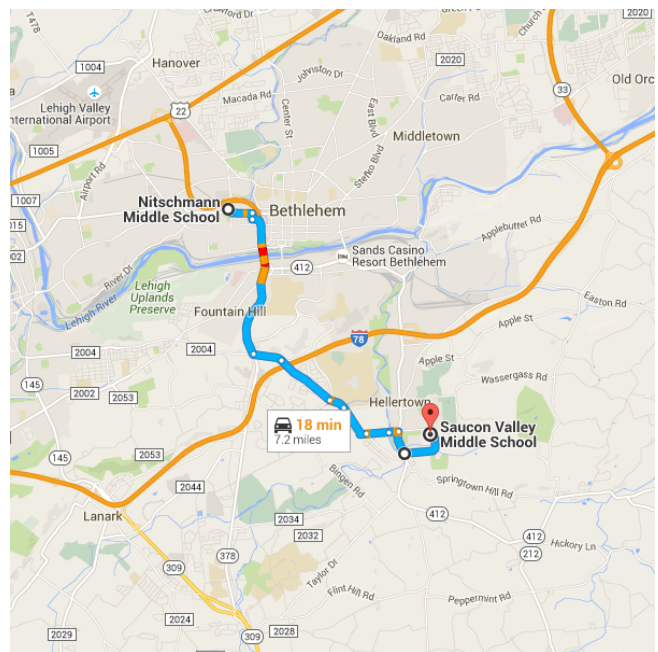 T478
Crawford Dr
Oakland Rd
2020
Church
Hanover
1004
Johnston Dr
2020
33
Old Orc
Lehigh Valley
International Airport
22
Macada Rd
Center St
East Blvd
Carter Rd
Middletown
1005
Airport Rd
Stefko Blvd
1007
Nitschmann
Middle School
Bethlehem
Applebutter Rd
1015
2002
Sands Casino
Resort Bethlehem
412
River Dr
Lehigh
Uplands
Preserve
Lehigh River
Fountain Hill
Easton Rd
Apple St
78
2004
2004
Apple St
145
2002
2053
Wassergass Rd
Hellertown
18 min
7.2 miles
Saucon Valley
Middle School
145
2053
Bingen Rd
Springtown Hill Rd
2044
Lanark
2034
412
2032
412
Hickory Ln
212
309
378
Taylor Dr
Flint Hill Rd
Peppermint Rd
2024
2029
309
2028